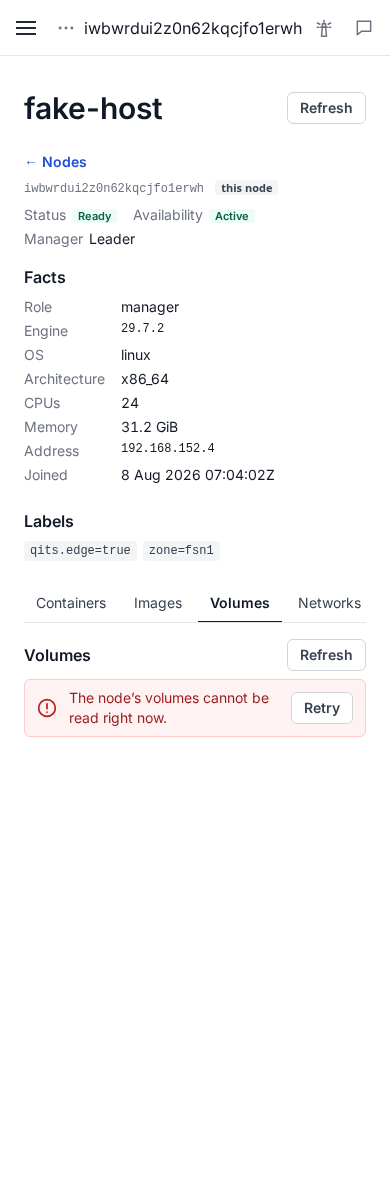 iwbwrdui2z0n62kqcjfo1erwh
fake-host
Refresh
← Nodes
iwbwrdui2z0n62kqcjfo1erwh this node
Status Ready Availability Active
Manager Leader
Facts
Role manager
Engine 29.7.2
OS linux
Architecture x86_64
CPUs 24
Memory 31.2 GiB
Address 192.168.152.4
Joined 8 Aug 2026 07:04:02Z
Labels
qits.edge=true zone=fsn1
Containers Images Volumes Networks
Volumes
Refresh
The node’s volumes cannot be
read right now.
Retry